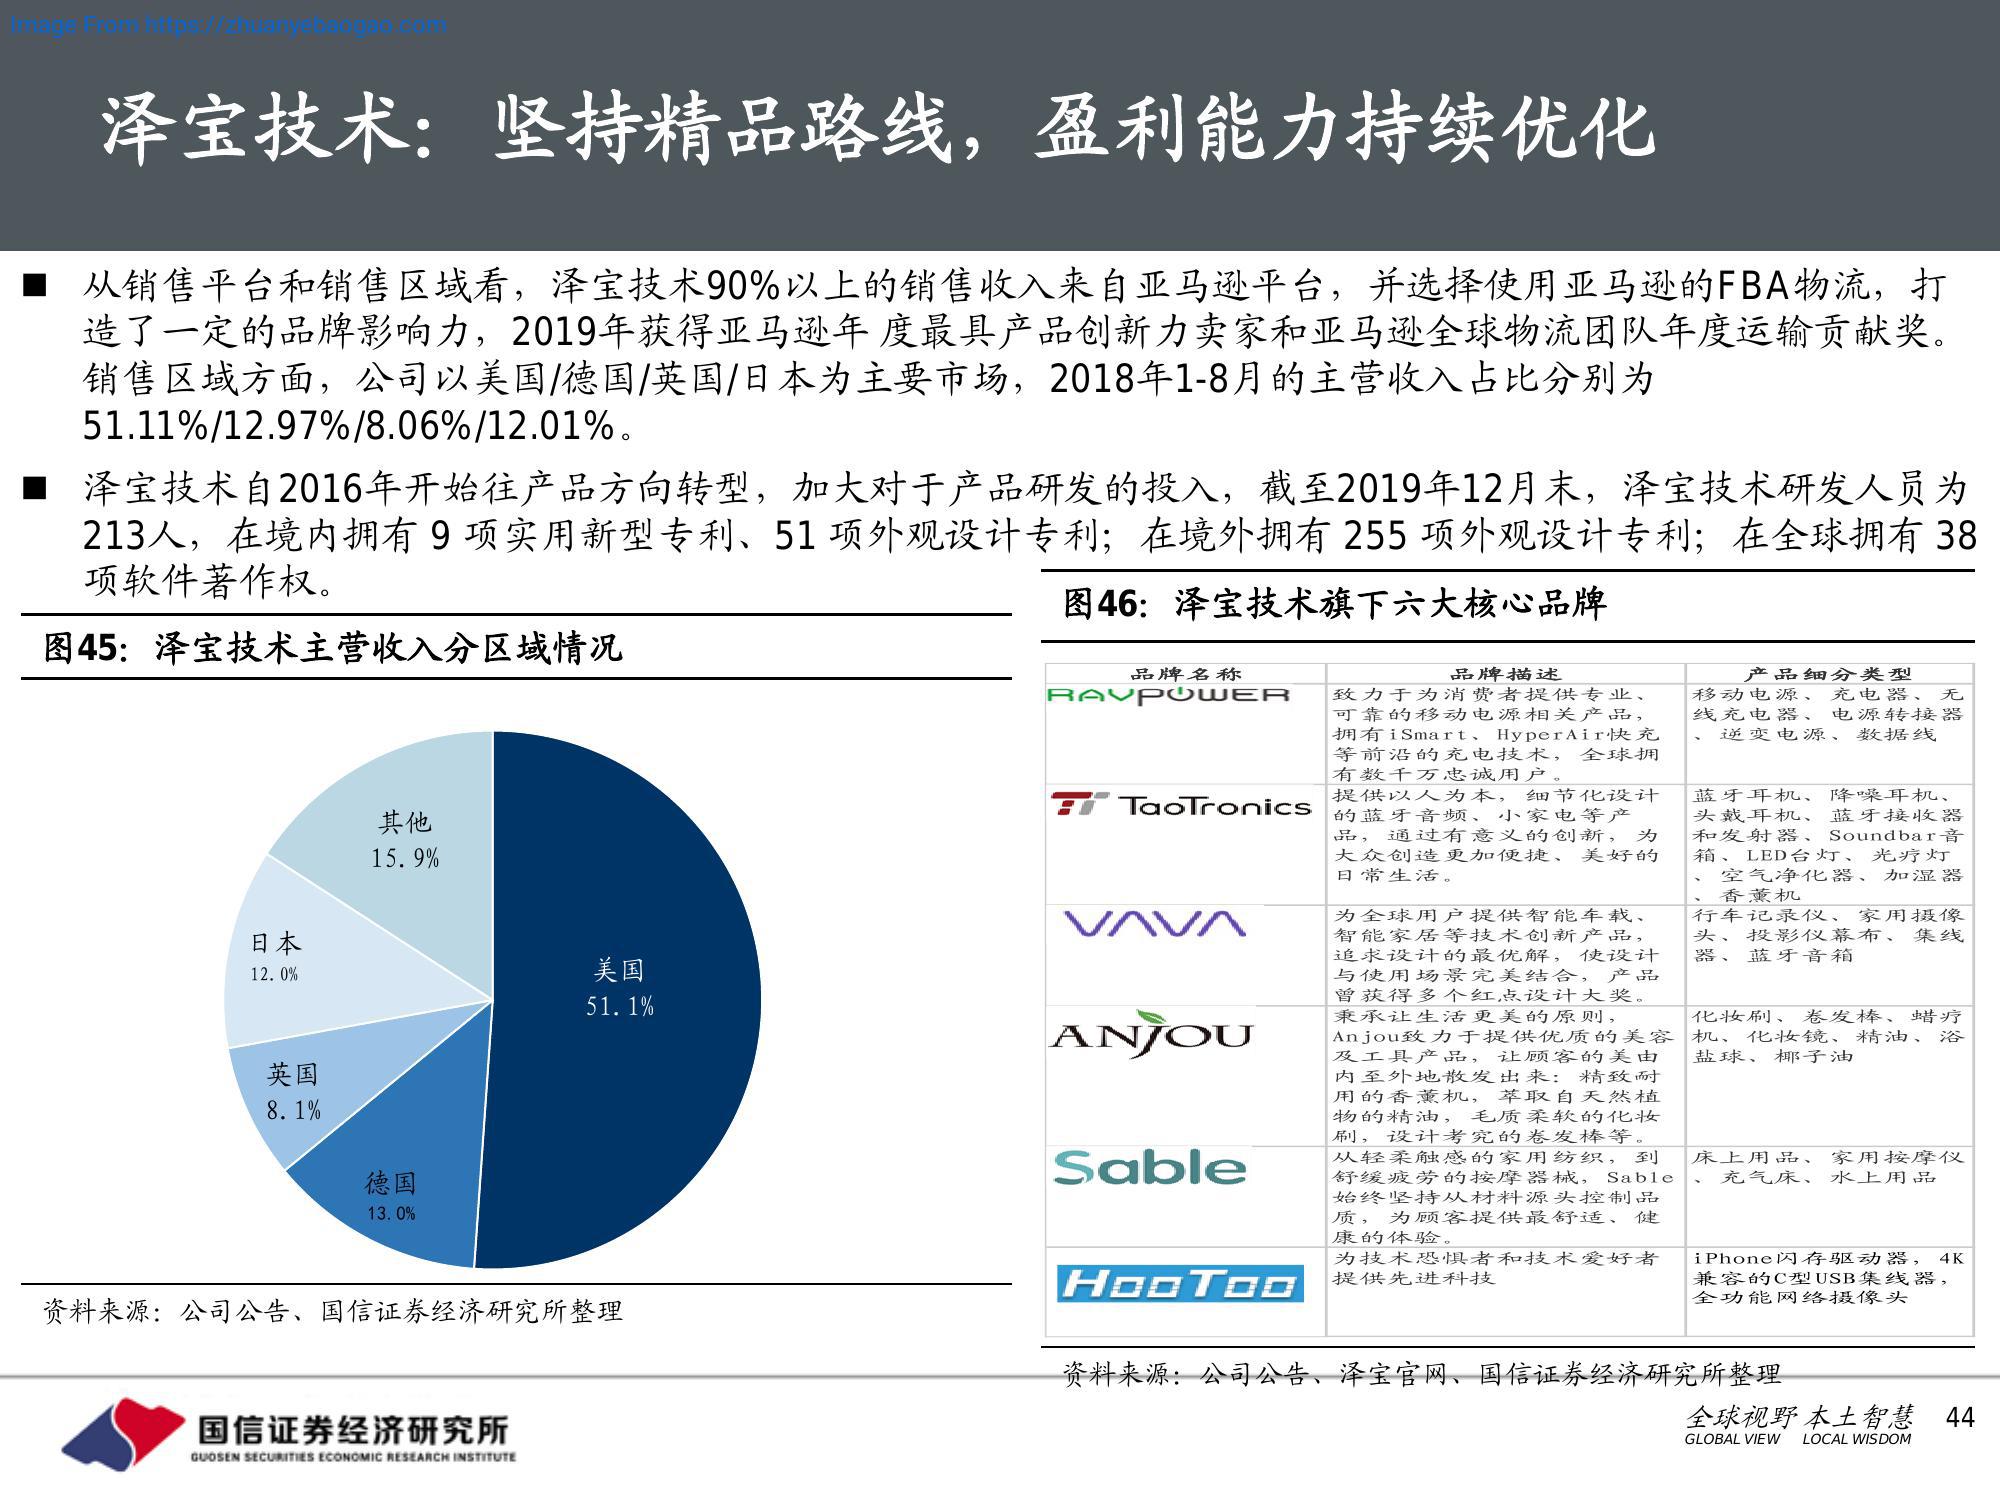 Image From https://zhuanyebaogao.com
泽宝技术：坚持精品路线，盈利能力持续优化
■ 从销售平台和销售区域看，泽宝技术90%以上的销售收入来自亚马逊平台，并选择使用亚马逊的FBA物流，打
造了一定的品牌影响力，2019年获得亚马逊年 度最具产品创新力卖家和亚马逊全球物流团队年度运输贡献奖。
销售区域方面，公司以美国/德国/英国/日本为主要市场，2018年1-8月的主营收入占比分别为
51.11%/12.97%/8.06%/12.01%。
■ 泽宝技术自2016年开始往产品方向转型，加大对于产品研发的投入，截至2019年12月末，泽宝技术研发人员为
213人，在境内拥有 9 项实用新型专利、51 项外观设计专利；在境外拥有 255 项外观设计专利；在全球拥有 38
项软件著作权。
图45：泽宝技术主营收入分区域情况
其他
15.9%
日本
12.0%
美国
51.1%
英国
8.1%
德国
13.0%
资料来源：公司公告、国信证券经济研究所整理
图46：泽宝技术旗下六大核心品牌
品牌名称 品牌描述 产品细分类型
RAVPOWER
致力于为消费者提供专业、
可靠的移动电源相关产品，
拥有iSmart、HyperAir快充
等前沿的充电技术，全球拥
有数千万忠诚用户。
移动电源、充电器、无
线充电器、电源转接器
、逆变电源、数据线
TaoTronics
提供以人为本，细节化设计
的蓝牙音频、小家电等产
品，通过有意义的创新，为
大众创造更加便捷、美好的
日常生活。
蓝牙耳机、降噪耳机、
头戴耳机、蓝牙接收器
和发射器、Soundbar音
箱、LED台灯、光疗灯
、空气净化器、加湿器
、香薰机
VAVA
为全球用户提供智能车载、
智能家居等技术创新产品，
追求设计的最优解，使设计
与使用场景完美结合，产品
曾获得多个红点设计大奖。
行车记录仪、家用摄像
头、投影仪幕布、集线
器、蓝牙音箱
ANJOU
秉承让生活更美的原则，
Anjou致力于提供优质的美容
及工具产品，让顾客的美由
内至外地散发出来：精致耐
用的香薰机，萃取自天然植
物的精油，毛质柔软的化妆
刷，设计考究的卷发棒等。
化妆刷、卷发棒、蜡疗
机、化妆镜、精油、浴
盐球、椰子油
Sable
从轻柔触感的家用纺织，到
舒缓疲劳的按摩器械，Sable
始终坚持从材料源头控制品
质，为顾客提供最舒适、健
康的体验。
床上用品、家用按摩仪
、充气床、水上用品
HooToo
为技术恐惧者和技术爱好者
提供先进科技
iPhone闪存驱动器，4K
兼容的C型USB集线器，
全功能网络摄像头
资料来源：公司公告、泽宝官网、国信证券经济研究所整理
国信证券经济研究所
GUOSEN SECURITIES ECONOMIC RESEARCH INSTITUTE
全球视野 本土智慧 44
GLOBAL VIEW LOCAL WISDOM